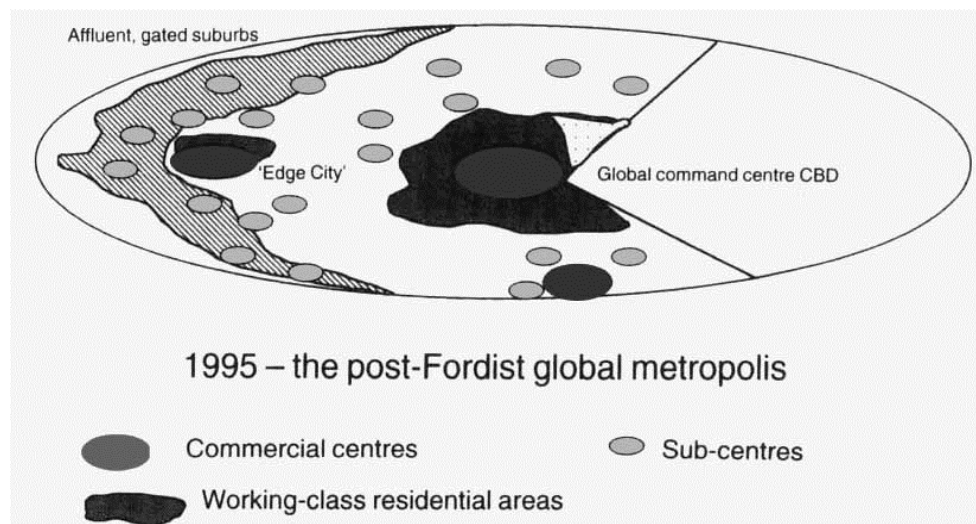 Affluent, gated suburbs
'Edge City'
Global command centre CBD
1995 – the post-Fordist global metropolis
Commercial centres
Sub-centres
Working-class residential areas